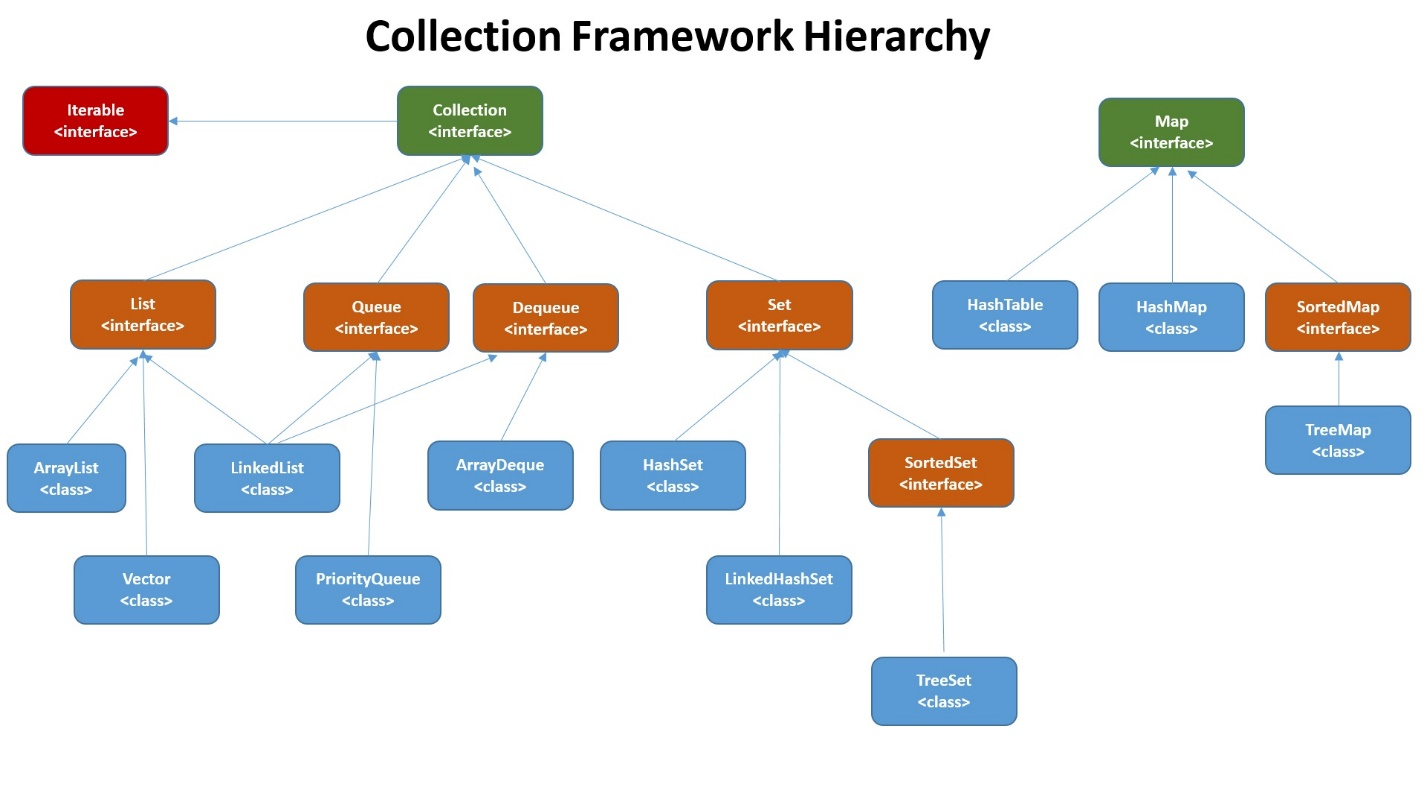 Collection Framework Hierarchy
Iterable
<interface>
Collection
<interface>
Map
<interface>
List
<interface>
Queue
<interface>
Dequeue
<interface>
Set
<interface>
HashTable
<class>
HashMap
<class>
SortedMap
<interface>
ArrayList
<class>
LinkedList
<class>
ArrayDeque
<class>
HashSet
<class>
SortedSet
<interface>
TreeMap
<class>
Vector
<class>
PriorityQueue
<class>
LinkedHashSet
<class>
TreeSet
<class>